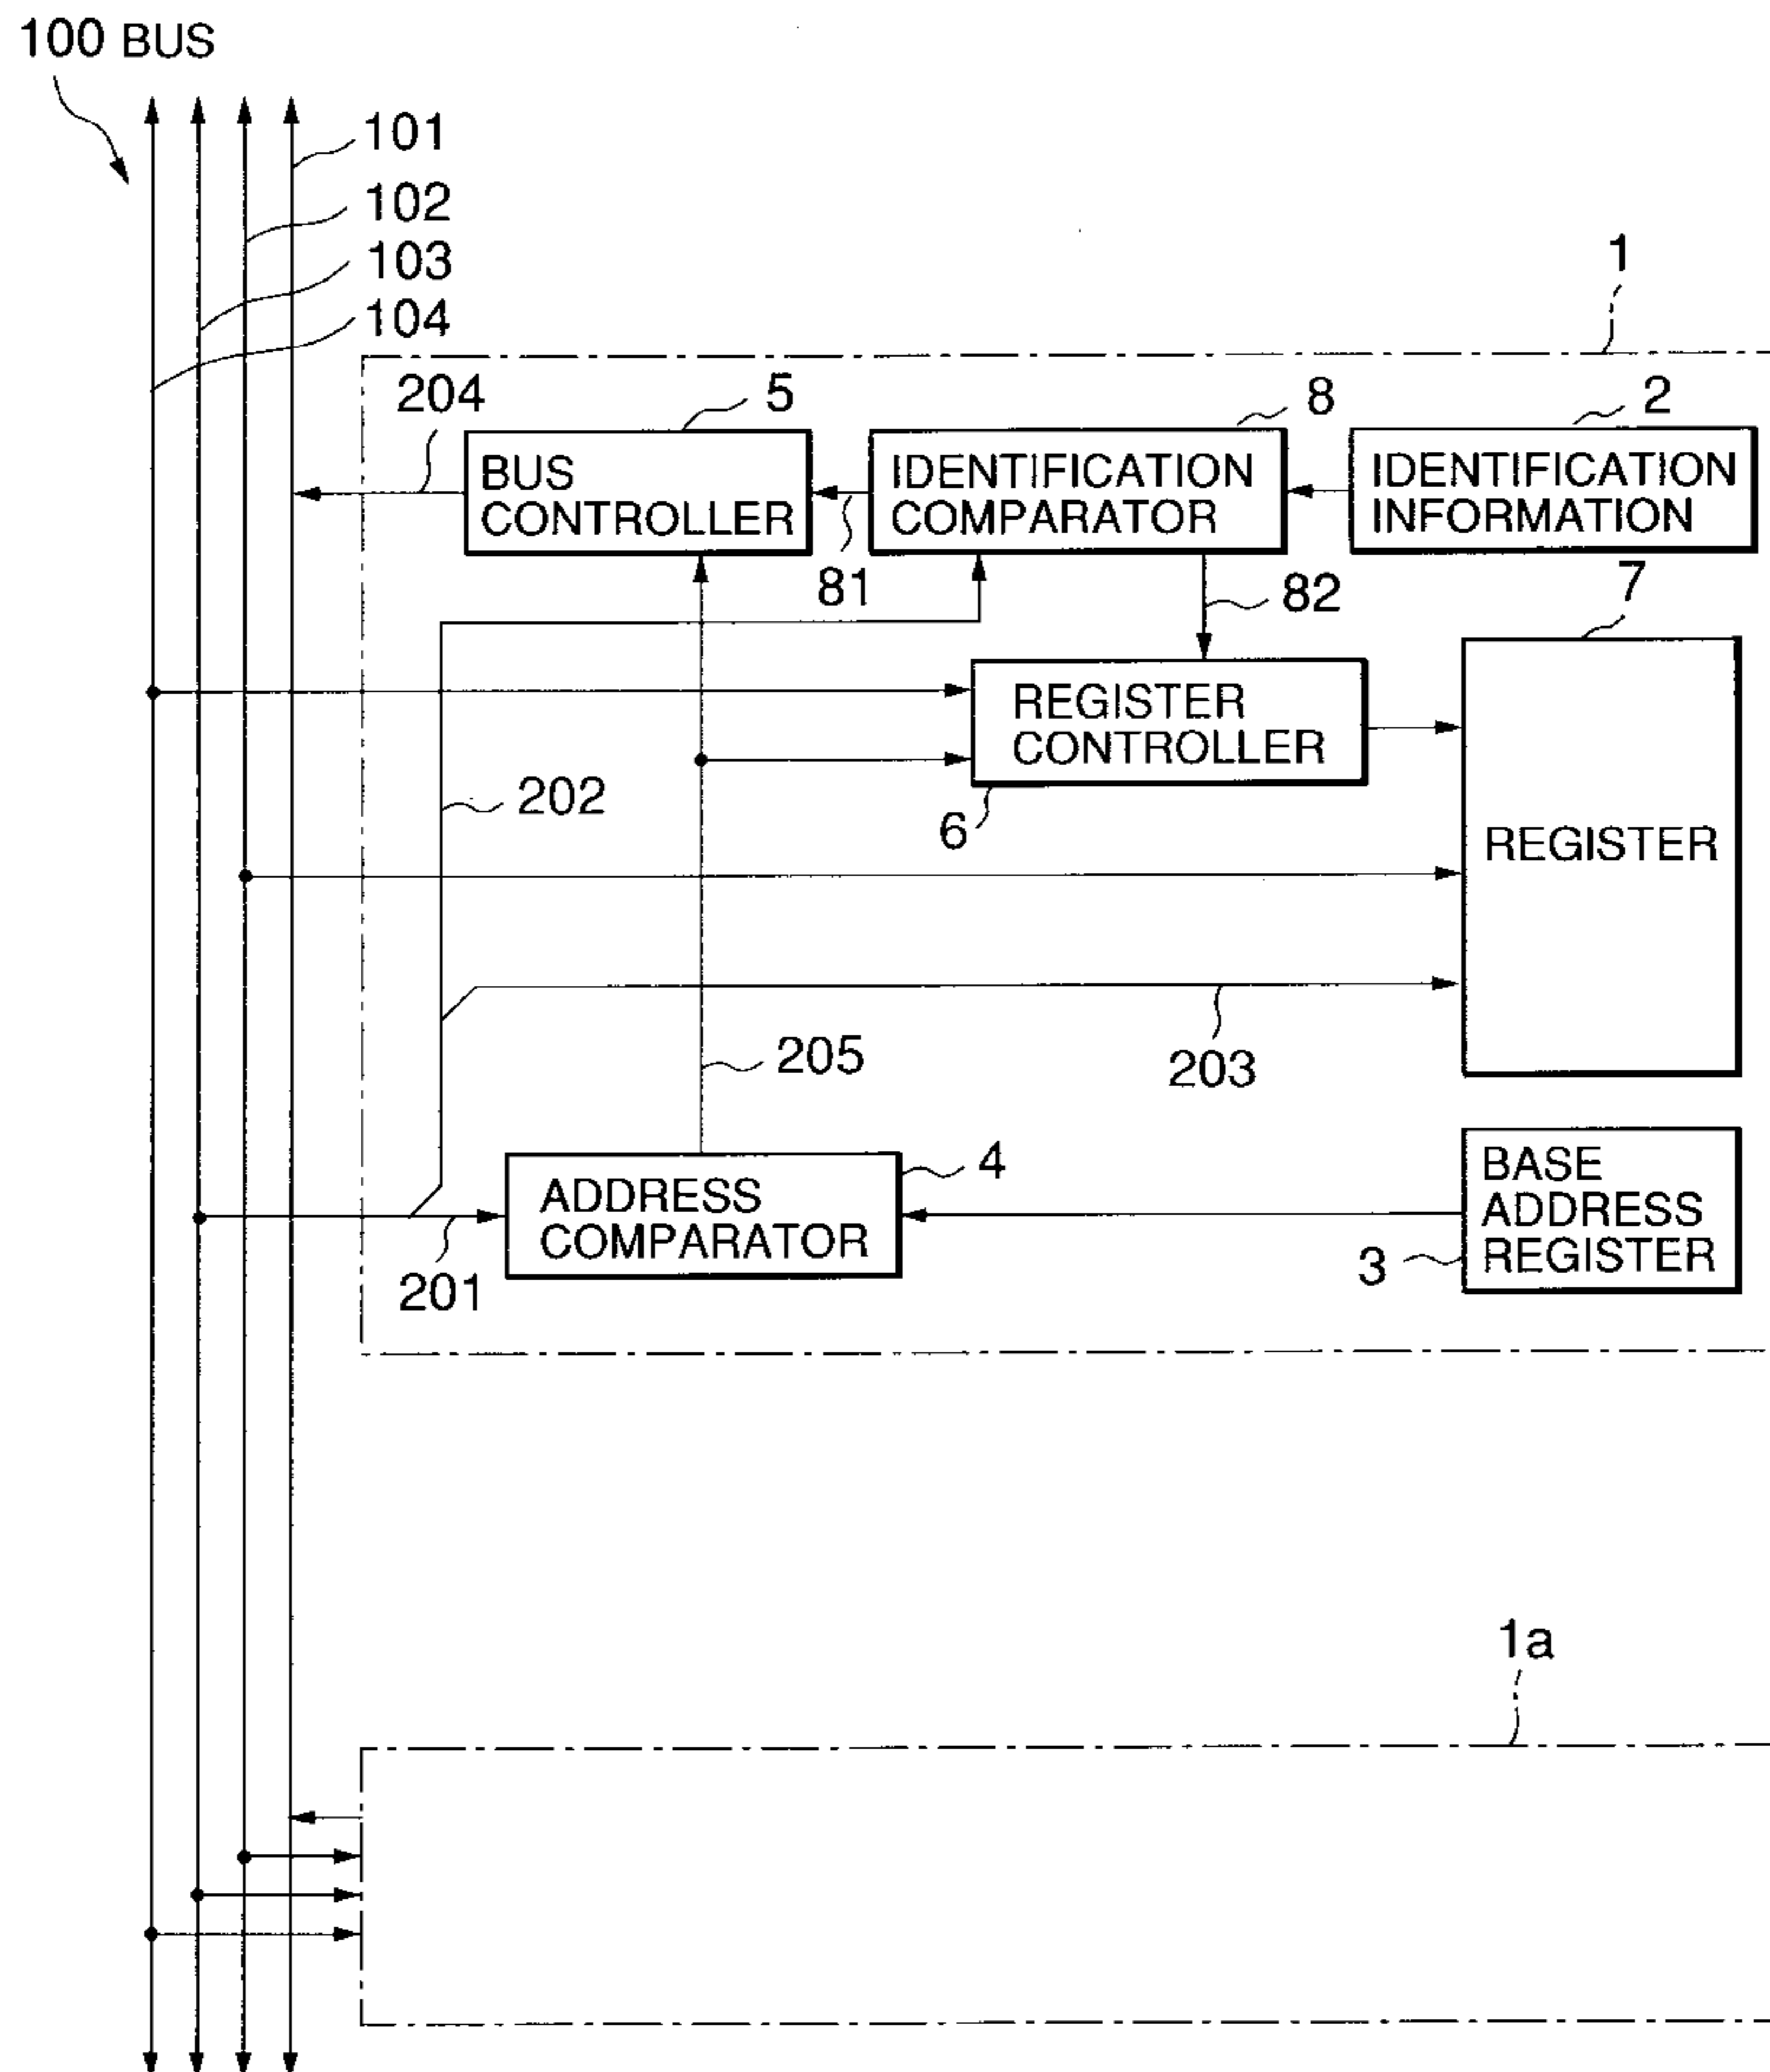 100 BUS
101
102
103
104
1
204
5
8
2
BUS
CONTROLLER
IDENTIFICATION
COMPARATOR
IDENTIFICATION
INFORMATION
81
82
7
REGISTER
CONTROLLER
202
6
REGISTER
205
203
4
ADDRESS
COMPARATOR
BASE
ADDRESS
REGISTER
201
3
1a